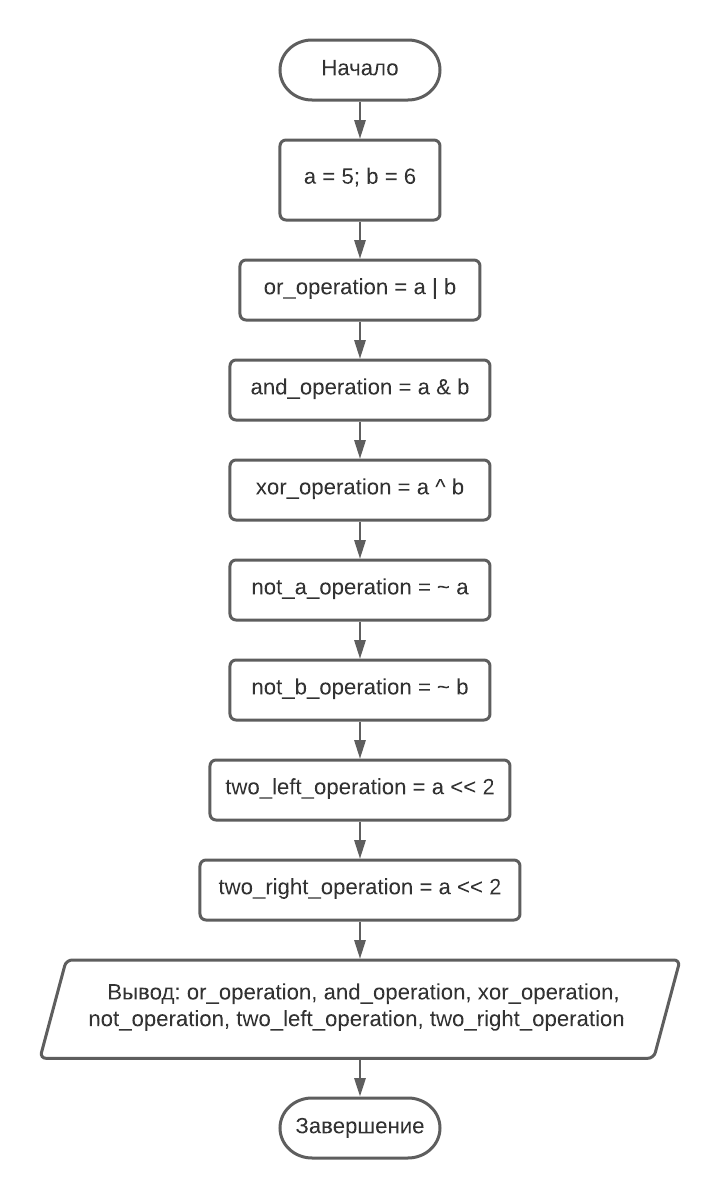 Начало
a = 5; b = 6
or_operation = a | b
and_operation = a & b
xor_operation = a ^ b
not_a_operation = ~ a
not_b_operation = ~ b
two_left_operation = a << 2
two_right_operation = a << 2
Вывод: or_operation, and_operation, xor_operation,
not_operation, two_left_operation, two_right_operation
Завершение